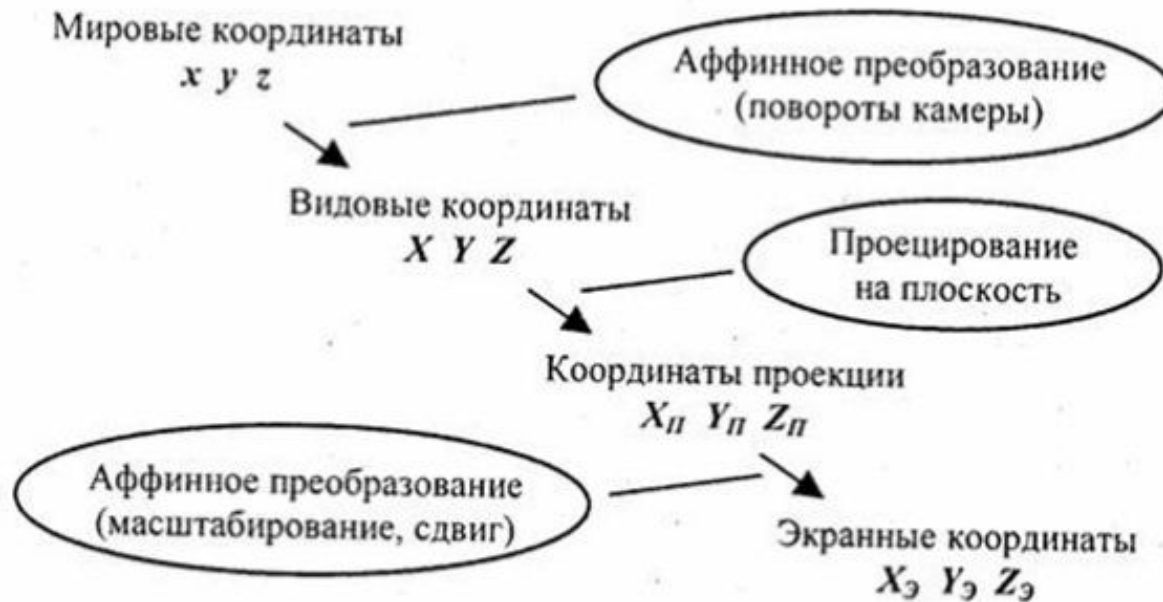 Мировые координаты
x y z
Аффинное преобразование
(повороты камеры)
Видовые координаты
X Y Z
Проецирование
на плоскость
Координаты проекции
Xп Yп Zп
Аффинное преобразование
(масштабирование, сдвиг)
Экранные координаты
Xэ Yэ Zэ